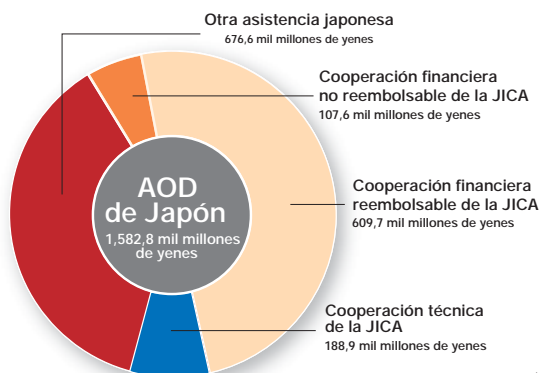 Otra asistencia japonesa
676,6 mil millones de yenes
Cooperación financiera
no reembolsable de la JICA
107,6 mil millones de yenes
AOD
de Japón
1,582,8 mil millones
de yenes
Cooperación financiera
reembolsable de la JICA
609,7 mil millones de yenes
Cooperación técnica
de la JICA
188,9 mil millones de yenes